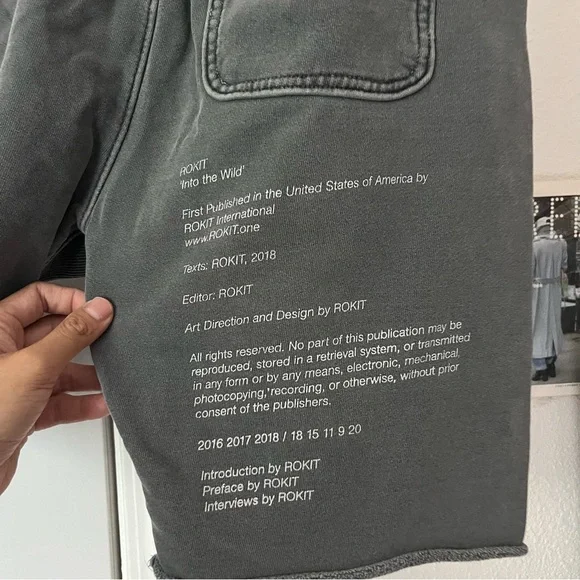 ROKIT
'Into the Wild'
First Published in the United States of America by
ROKIT International
www.ROKIT.one
Texts: ROKIT, 2018
Editor: ROKIT
Art Direction and Design by ROKIT
All rights reserved. No part of this publication may be
reproduced, stored in a retrieval system, or transmitted
in any form or by any means, electronic, mechanical,
photocopying, recording, or otherwise, without prior
consent of the publishers.
2016 2017 2018 / 18 15 11 9 20
Introduction by ROKIT
Preface by ROKIT
Interviews by ROKIT